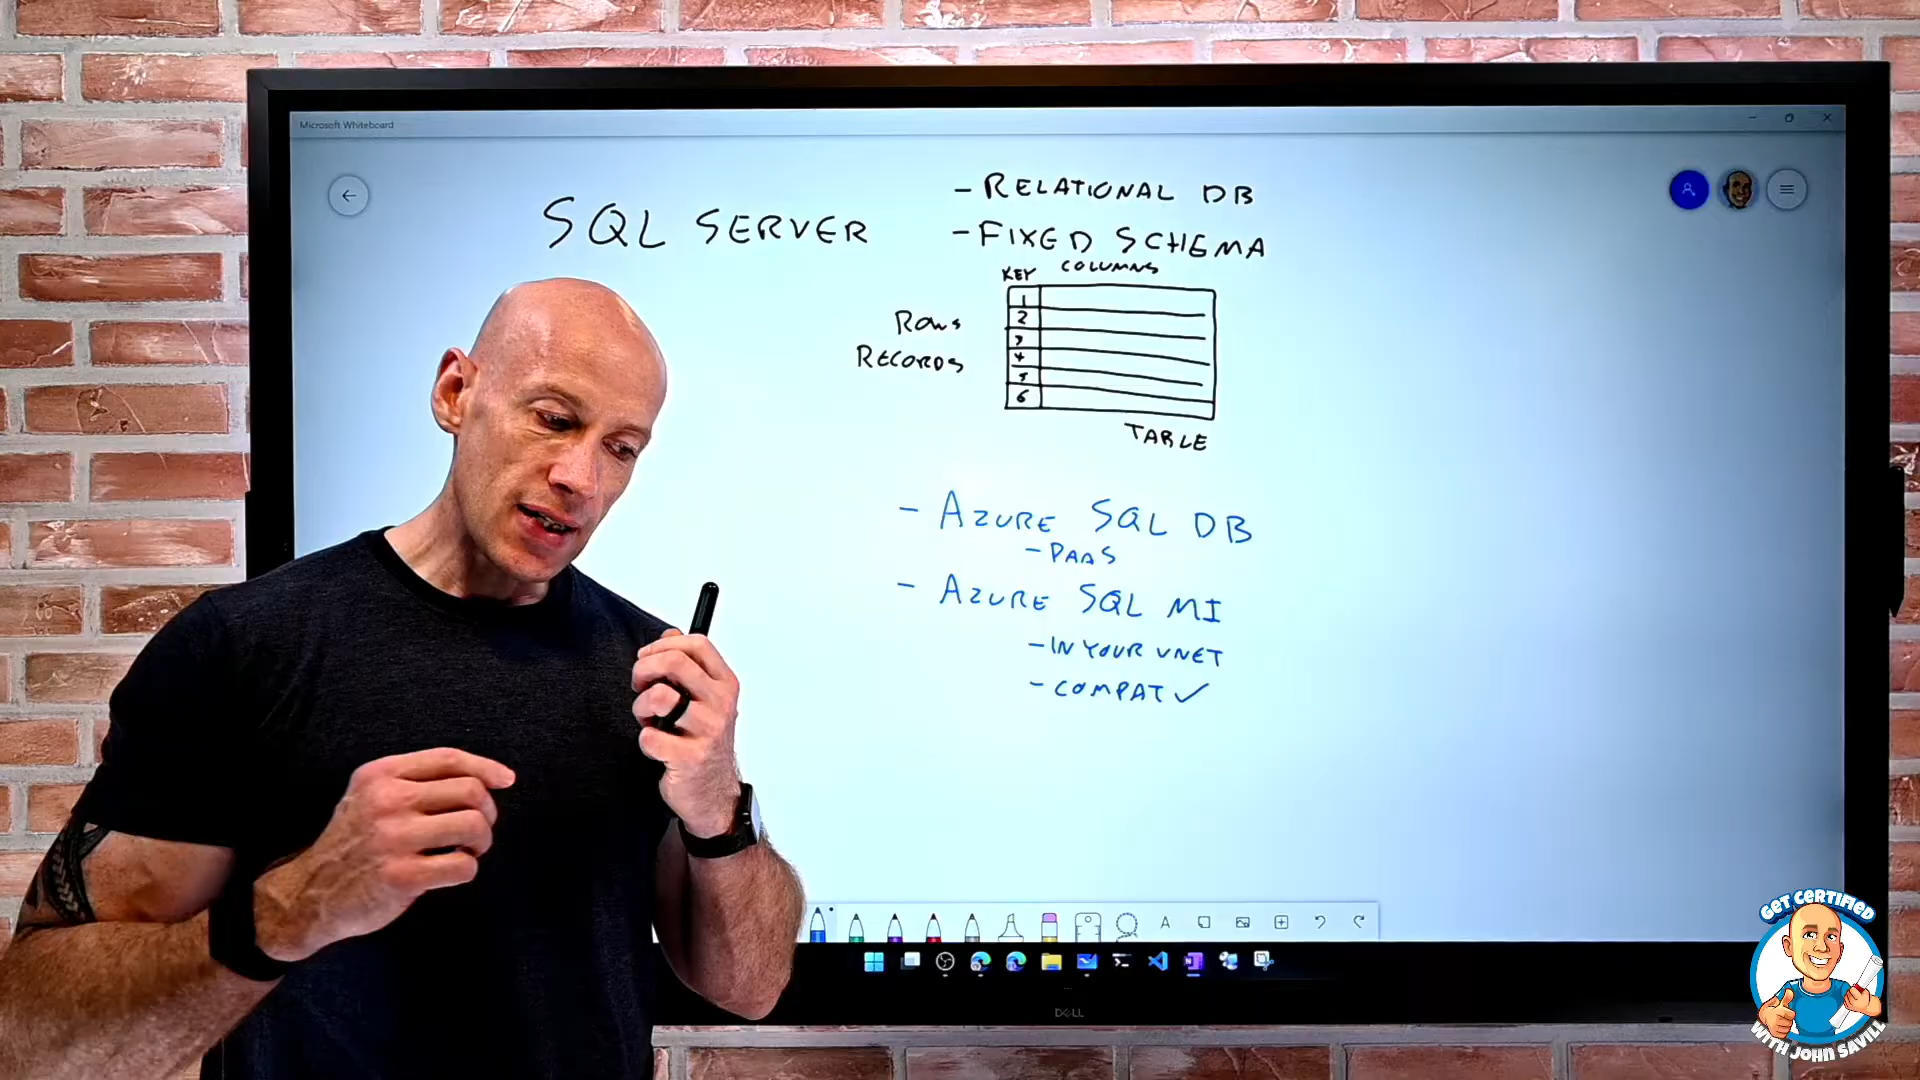 Microsoft Whiteboard
SQL SERVER
- RELATIONAL DB
- FIXED SCHEMA
KEY COLUMNS
1
2
3
4
5
6
ROWS
RECORDS
TABLE
- AZURE SQL DB
- PAAS
- AZURE SQL MI
- IN YOUR VNET
- COMPAT ✓
A
DELL
GET CERTIFIED
WITH JOHN SAVILL